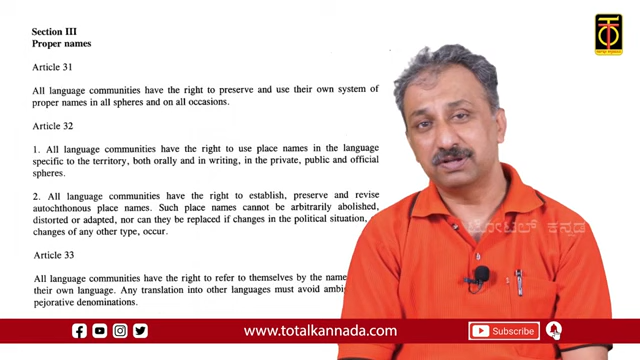 Section III
Proper names
Article 31
All language communities have the right to preserve and use their own system of
proper names in all spheres and on all occasions.
Article 32
1. All language communities have the right to use place names in the language
specific to the territory, both orally and in writing, in the private, public and official
spheres.
2. All language communities have the right to establish, preserve and revise
autochthonous place names. Such place names cannot be arbitrarily abolished,
distorted or adapted, nor can they be replaced if changes in the political situation,
changes of any other type, occur.
Article 33
All language communities have the right to refer to themselves by the name
their own language. Any translation into other languages must avoid
pejorative denominations.
ಟೋಟಲ್ ಕನ್ನಡ
www.totalkannada.com
Subscribe